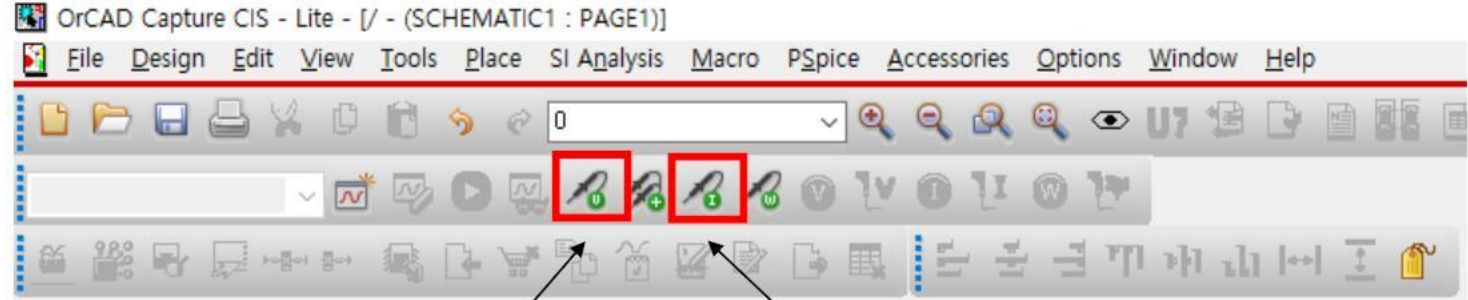 OrCAD Capture CIS - Lite - [/ - (SCHEMATIC1 : PAGE1)]
File Design Edit View Tools Place SI Analysis Macro PSpice Accessories Options Window Help
0 U?
V I W V V I I W